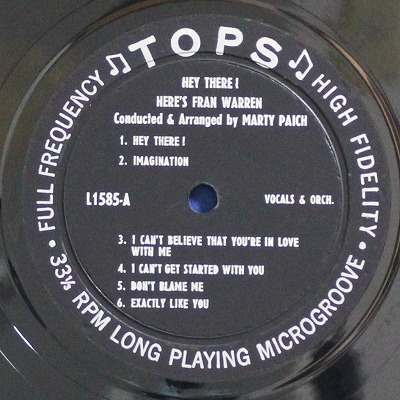 TOPS
FULL FREQUENCY
HIGH FIDELITY
HEY THERE!
HERE'S FRAN WARREN
Conducted & Arranged by MARTY PAICH
1. HEY THERE!
2. IMAGINATION
L1585-A
VOCALS & ORCH.
3. I CAN'T BELIEVE THAT YOU'RE IN LOVE
WITH ME
4. I CAN'T GET STARTED WITH YOU
5. DON'T BLAME ME
6. EXACTLY LIKE YOU
• 33⅓ RPM LONG PLAYING MICROGROOVE •